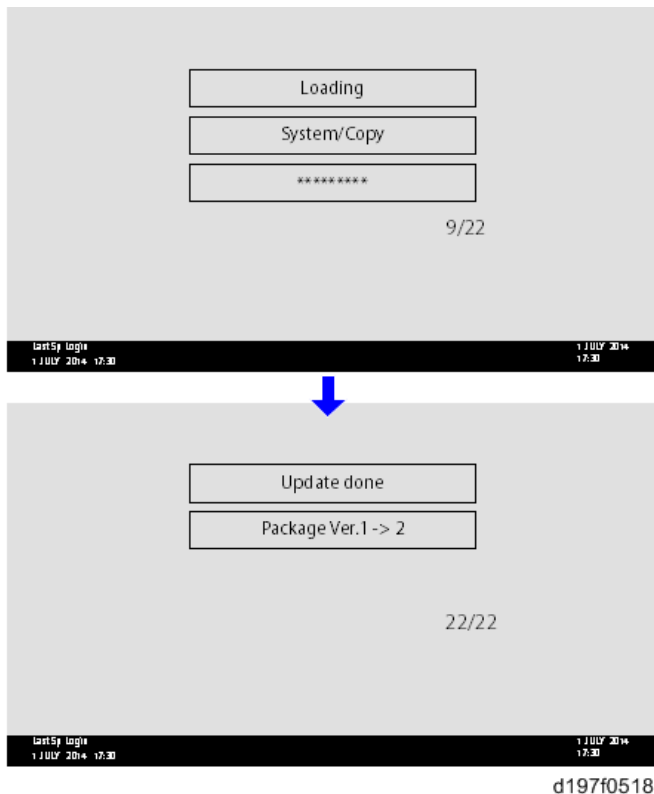 Loading
System/Copy
*********
9/22
Last Sp Login
1 JULY 2014 17:30
1 JULY 2014
17:30
Update done
Package Ver.1 -> 2
22/22
Last Sp Login
1 JULY 2014 17:30
1 JULY 2014
17:30
d197f0518